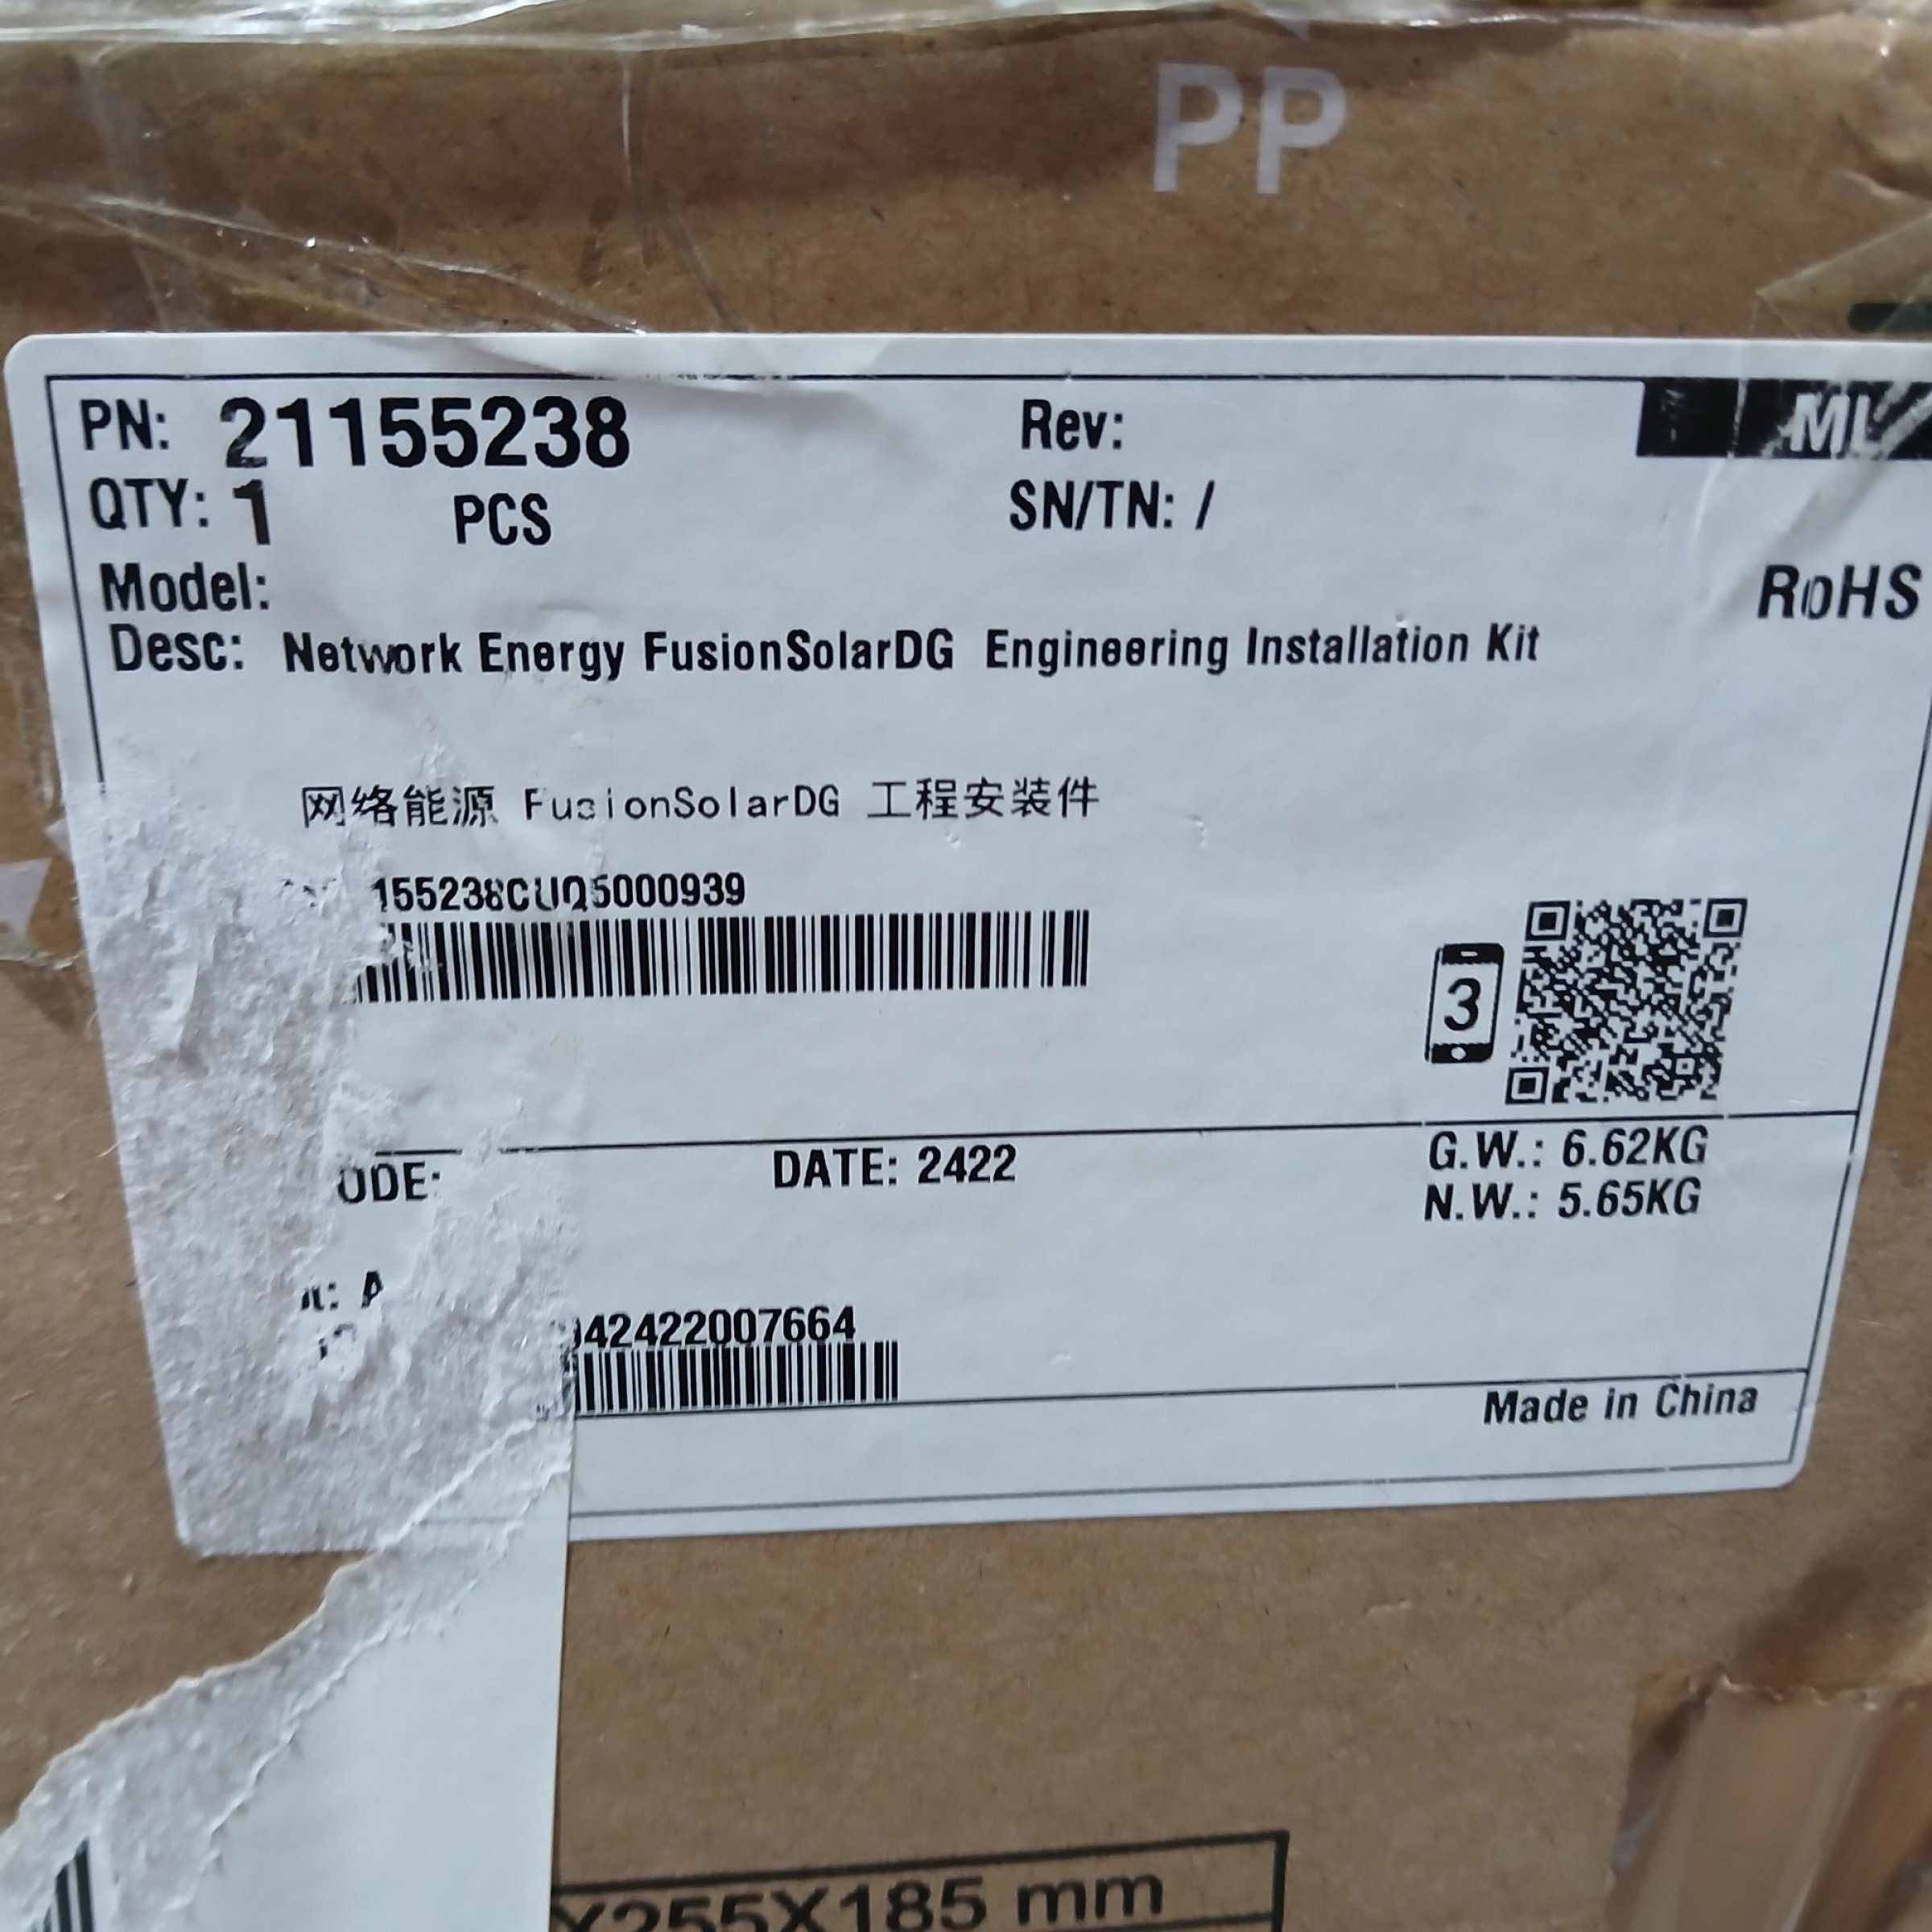 PP
PN: 21155238 Rev:
QTY: 1 PCS SN/TN: /
Model: RoHS
Desc: Network Energy FusionSolarDG Engineering Installation Kit
网络能源 FusionSolarDG 工程安装件
155238CUQ5000939
3
DATE: 2422 G.W.: 6.62KG
N.W.: 5.65KG
42422007664
Made in China
X255X185 mm